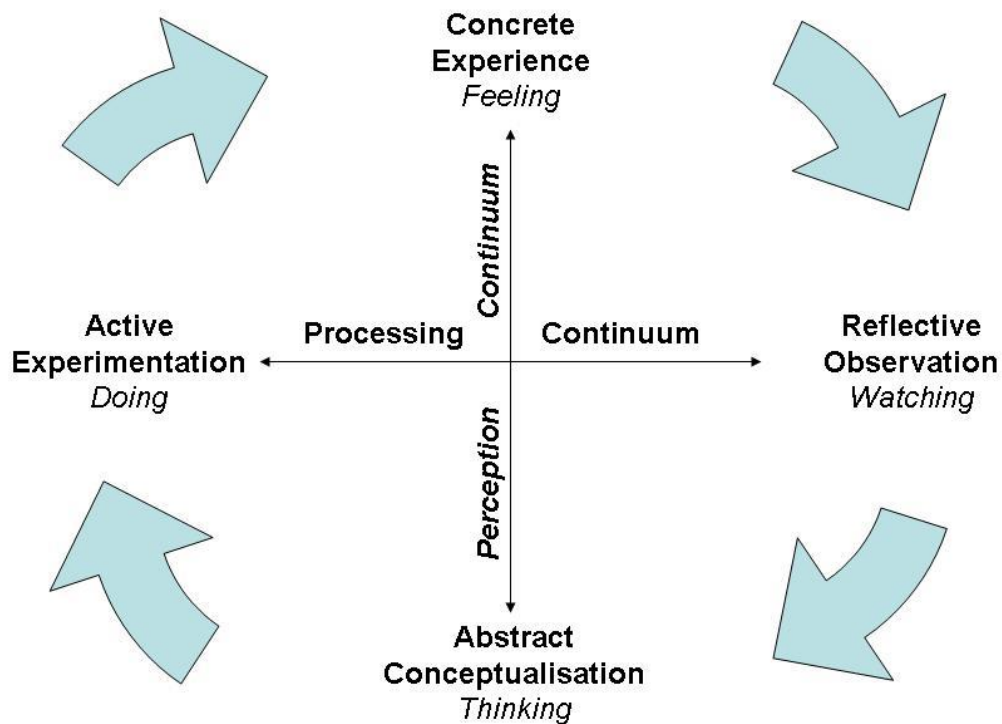 Concrete
Experience
Feeling
Continuum
Processing
Continuum
Active
Experimentation
Doing
Reflective
Observation
Watching
Perception
Abstract
Conceptualisation
Thinking